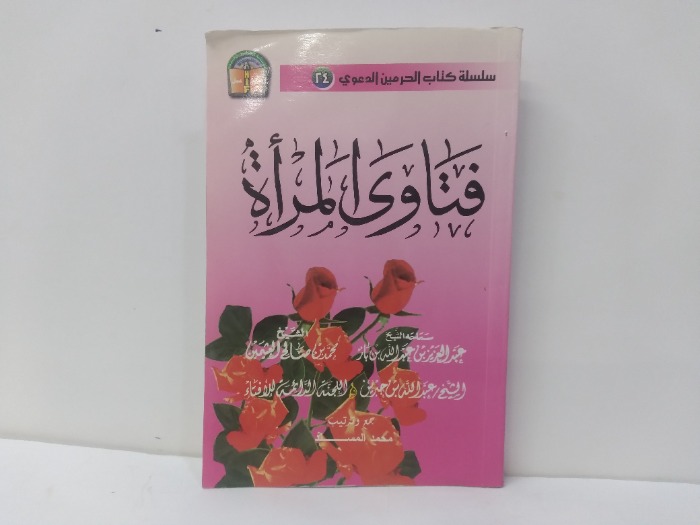 سلسلة كتاب الحرمين الدعوي ٢٤
فتاوى المرأة
سماحة الشيخ
عبد العزيز بن عبد الله بن باز
الشيخ
محمد بن صالح العثيمين
الشيخ/عبد الله بن جبرين و اللجنة الدائمة للإفتاء
جمع وترتيب
محمد المسند